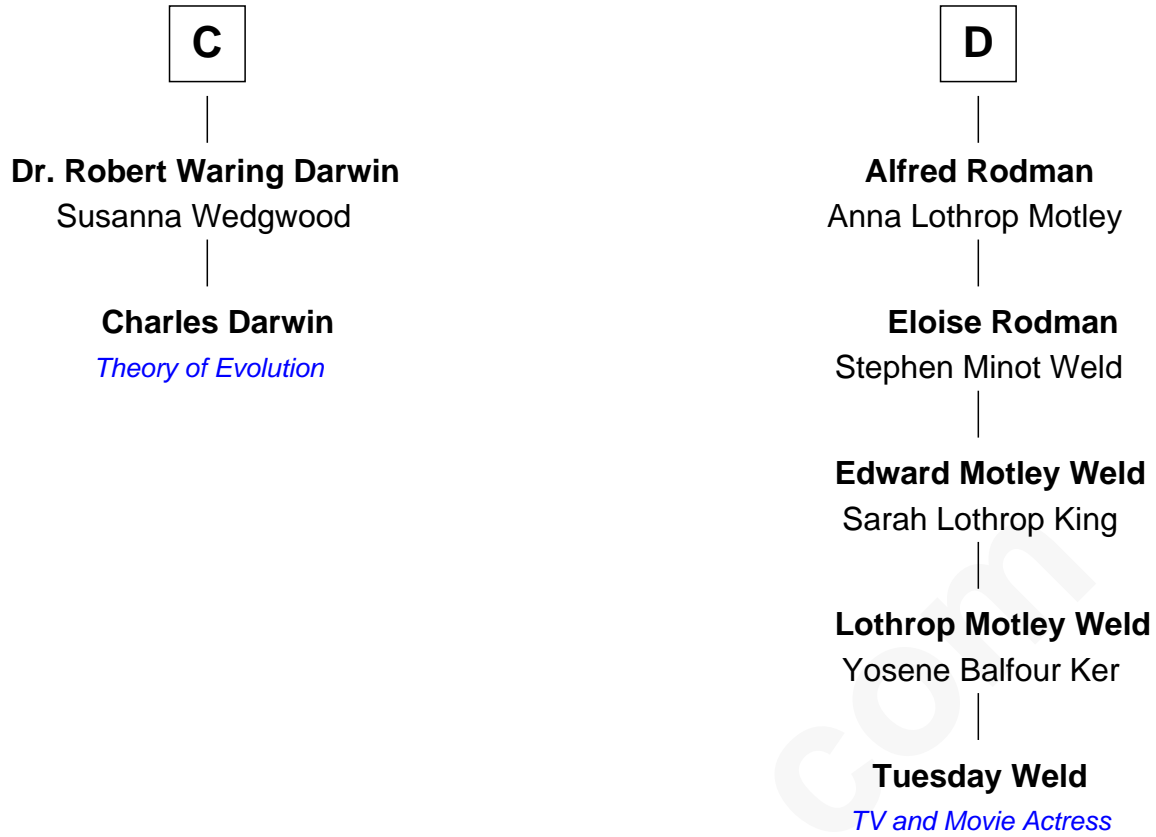 C
Dr. Robert Waring Darwin
Susanna Wedgwood
Charles Darwin
Theory of Evolution
D
Alfred Rodman
Anna Lothrop Motley
Eloise Rodman
Stephen Minot Weld
Edward Motley Weld
Sarah Lothrop King
Lothrop Motley Weld
Yosene Balfour Ker
Tuesday Weld
TV and Movie Actress
com